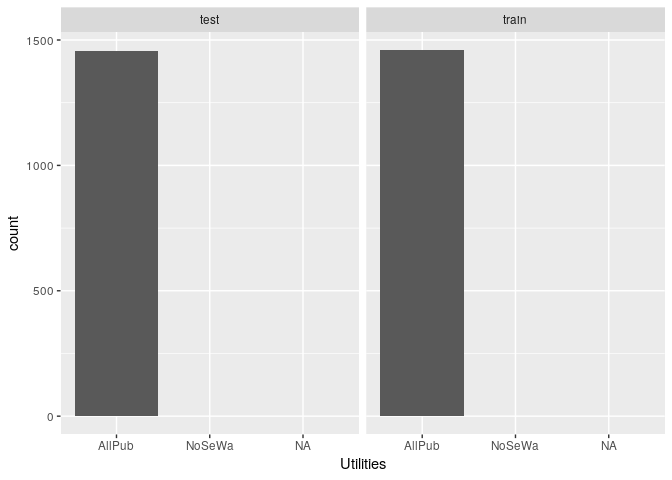 test train
1500
1000
500
0
count
AllPub NoSeWa NA AllPub NoSeWa NA
Utilities